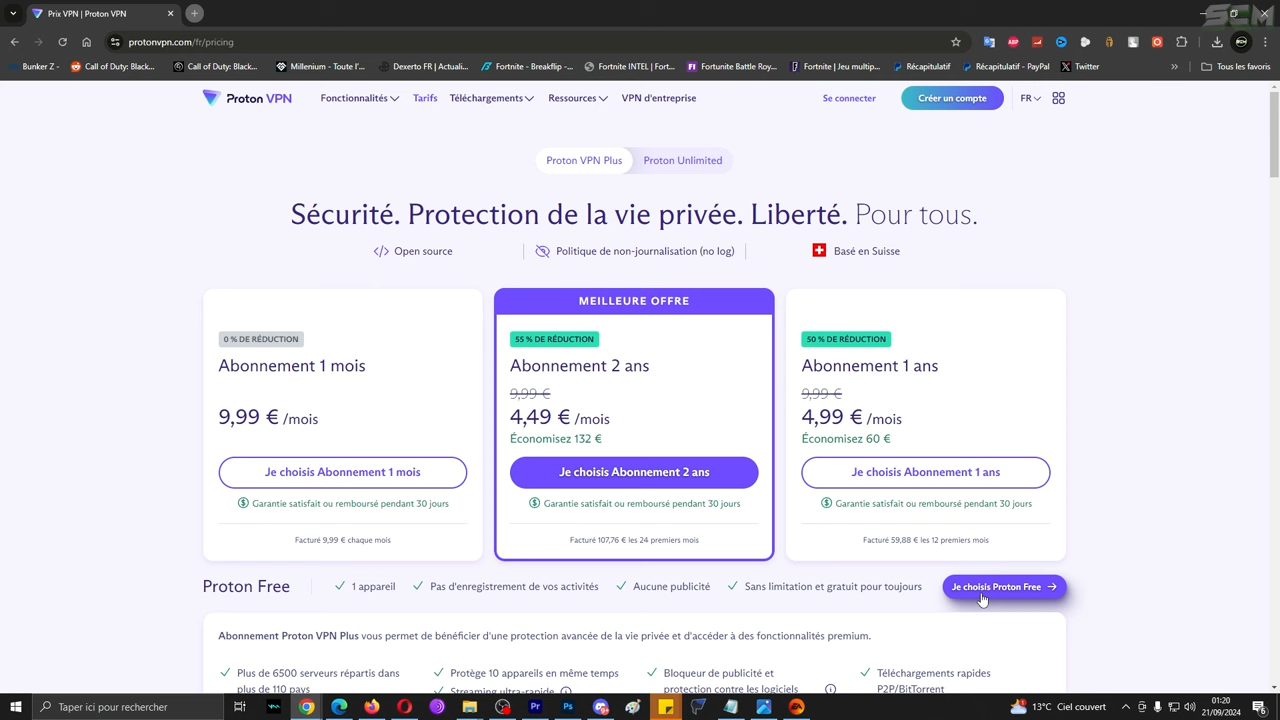 Prix VPN | Proton VPN
protonvpn.com/fr/pricing
Bunker Z - Call of Duty: Black... Call of Duty: Black... Millenium - Toute l'... Dexerto FR | Actuali... Fortnite - Breakflip -... Fortnite INTEL | Fort... Fortunite Battle Roy... Fortnite | Jeu multip... Récapitulatif Récapitulatif - PayPal Twitter Tous les favoris
Proton VPN Fonctionnalités Tarifs Téléchargements Ressources VPN d'entreprise Se connecter Créer un compte FR
Proton VPN Plus Proton Unlimited
Sécurité. Protection de la vie privée. Liberté. Pour tous.
Open source Politique de non-journalisation (no log) Basé en Suisse
MEILLEURE OFFRE
0 % DE RÉDUCTION
Abonnement 1 mois
9,99 € /mois
Je choisis Abonnement 1 mois
Garantie satisfait ou remboursé pendant 30 jours
Facturé 9,99 € chaque mois
55 % DE RÉDUCTION
Abonnement 2 ans
9,99 €
4,49 € /mois
Économisez 132 €
Je choisis Abonnement 2 ans
Garantie satisfait ou remboursé pendant 30 jours
Facturé 107,76 € les 24 premiers mois
50 % DE RÉDUCTION
Abonnement 1 ans
9,99 €
4,99 € /mois
Économisez 60 €
Je choisis Abonnement 1 ans
Garantie satisfait ou remboursé pendant 30 jours
Facturé 59,88 € les 12 premiers mois
Proton Free 1 appareil Pas d'enregistrement de vos activités Aucune publicité Sans limitation et gratuit pour toujours Je choisis Proton Free
Abonnement Proton VPN Plus vous permet de bénéficier d'une protection avancée de la vie privée et d'accéder à des fonctionnalités premium.
Plus de 6500 serveurs répartis dans
plus de 110 pays
Protège 10 appareils en même temps
Streaming ultra-rapide
Bloqueur de publicité et
protection contre les logiciels
Téléchargements rapides
P2P/BitTorrent
Taper ici pour rechercher
13°C Ciel couvert
01:20
21/09/2024